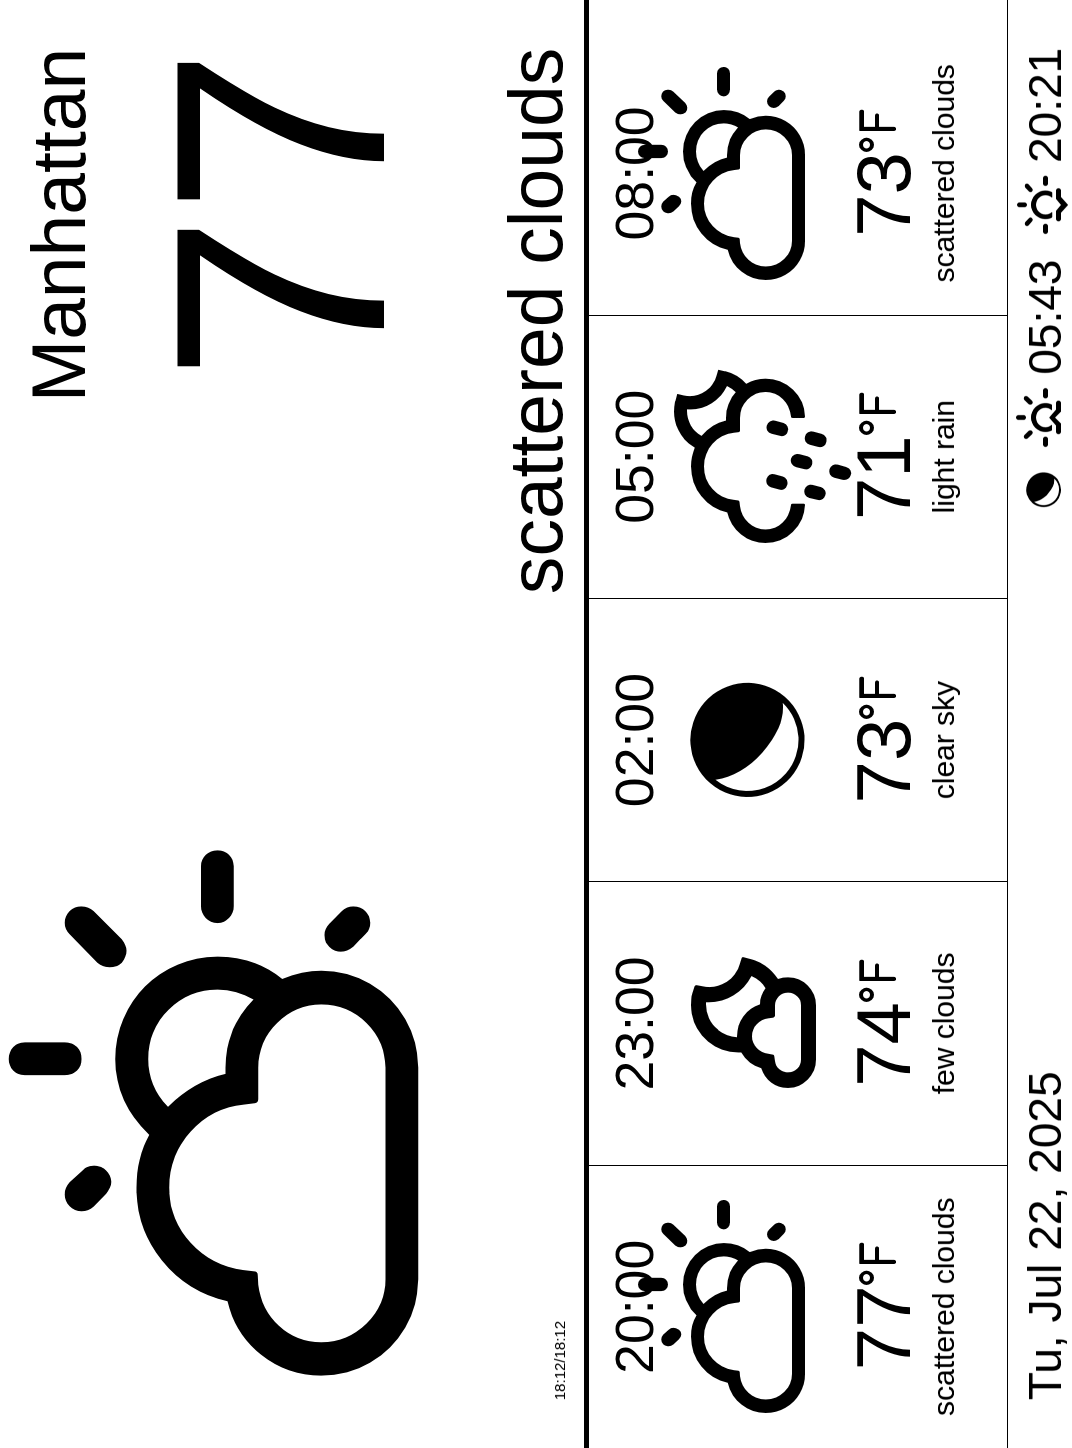 Manhattan
77
scattered clouds
18:12/18:12
20:00
77°F
scattered clouds
23:00
74°F
few clouds
02:00
73°F
clear sky
05:00
71°F
light rain
08:00
73°F
scattered clouds
Tu, Jul 22, 2025
05:43
20:21